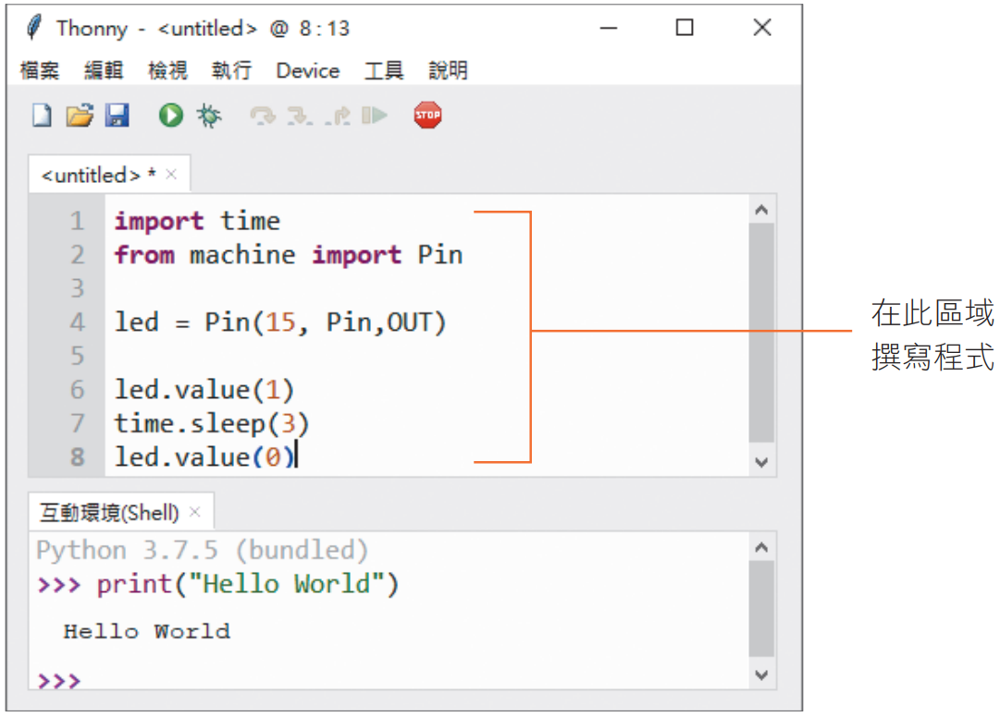 Thonny - <untitled> @ 8:13
檔案 編輯 檢視 執行 Device 工具 說明
STOP
<untitled> *
1 import time
2 from machine import Pin
3
4 led = Pin(15, Pin,OUT)
5
6 led.value(1)
7 time.sleep(3)
8 led.value(0)
在此區域
撰寫程式
互動環境(Shell)
Python 3.7.5 (bundled)
>>> print("Hello World")
Hello World
>>>